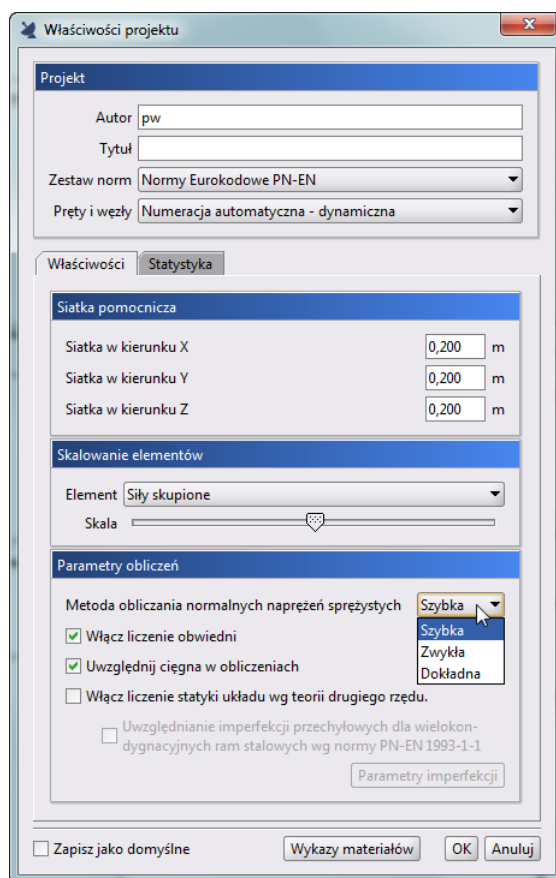 Właściwości projektu
Projekt
Autor pw
Tytuł
Zestaw norm Normy Eurokodowe PN-EN
Pręty i węzły Numeracja automatyczna - dynamiczna
Właściwości Statystyka
Siatka pomocnicza
Siatka w kierunku X 0,200 m
Siatka w kierunku Y 0,200 m
Siatka w kierunku Z 0,200 m
Skalowanie elementów
Element Siły skupione
Skala
Parametry obliczeń
Metoda obliczania normalnych naprężeń sprężystych Szybka
Szybka
Włącz liczenie obwiedni
Zwykła
Uwzględnij cięgna w obliczeniach
Dokładna
Włącz liczenie statyki układu wg teorii drugiego rzędu.
Uwzględnianie imperfekcji przechyłowych dla wielokon-
dygnacyjnych ram stalowych wg normy PN-EN 1993-1-1
Parametry imperfekcji
Zapisz jako domyślne Wykazy materiałów OK Anuluj